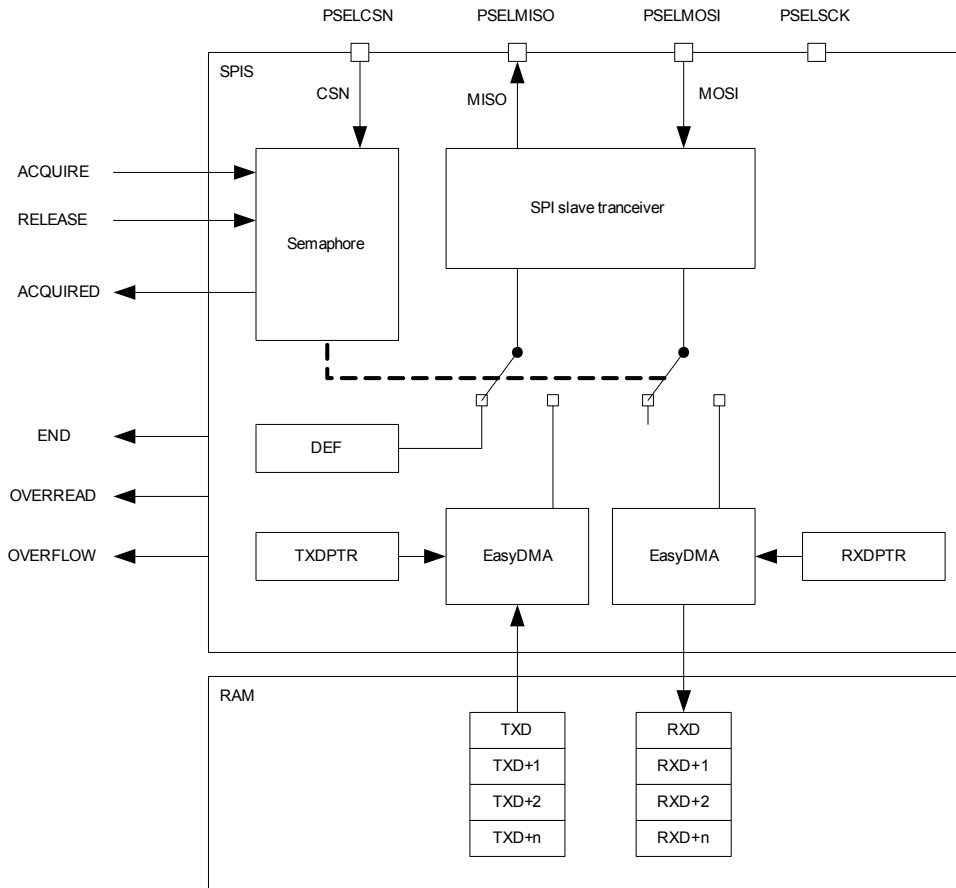 PSELCSN PSELMISO PSELMOSI PSELSCK
SPIS
CSN MISO MOSI
ACQUIRE
RELEASE
ACQUIRED
Semaphore
SPI slave tranceiver
END
OVERREAD
OVERFLOW
DEF
TXDPTR EasyDMA EasyDMA RXDPTR
RAM
TXD RXD
TXD+1 RXD+1
TXD+2 RXD+2
TXD+n RXD+n